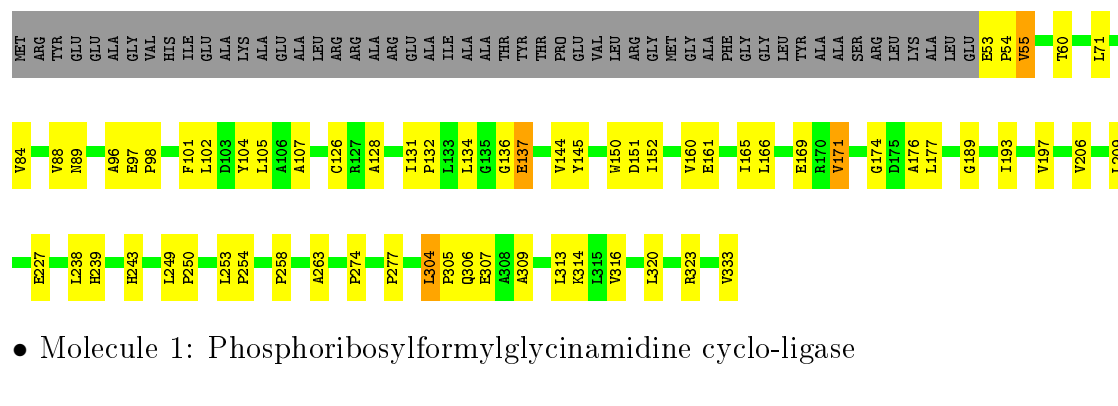 MET ARG TYR GLU GLU ALA GLY VAL HIS ILE GLU ALA LYS ALA GLU ALA LEU ARG ARG ALA ARG GLU ALA ILE ALA ALA THR TYR THR PRO GLU VAL LEU ARG GLY MET GLY ALA PHE GLY GLY LEU TYR ALA ALA SER ARG LEU LYS ALA LEU GLU E53 P54 V55 T60 L71
V84 V88 N89 A96 E97 P98 F101 L102 D103 Y104 L105 A106 A107 C126 R127 A128 I131 P132 L133 L134 G135 G136 E137 V144 Y145 W150 D151 I152 V160 E161 I165 L166 E169 R170 V171 G174 D175 A176 L177 G189 I193 V197 V206
E227 L238 H239 H243 L249 P250 L253 P254 P258 A263 P274 P277 L304 P305 Q306 E307 A308 A309 L313 K314 L315 V316 L320 R323 V333
• Molecule 1: Phosphoribosylformylglycinamidine cyclo-ligase